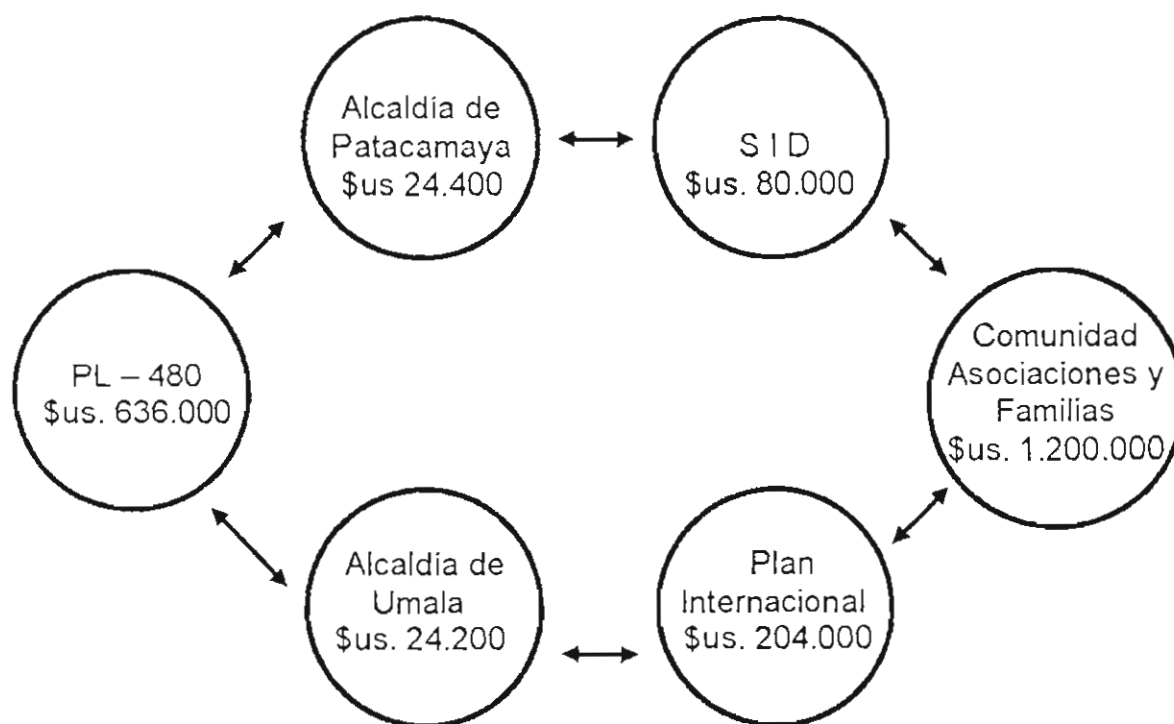 Alcaldía de
Patacamaya
$us 24.400
S I D
$us. 80.000
PL – 480
$us. 636.000
Comunidad
Asociaciones y
Familias
$us. 1.200.000
Alcaldía de
Umala
$us. 24.200
Plan
Internacional
$us. 204.000